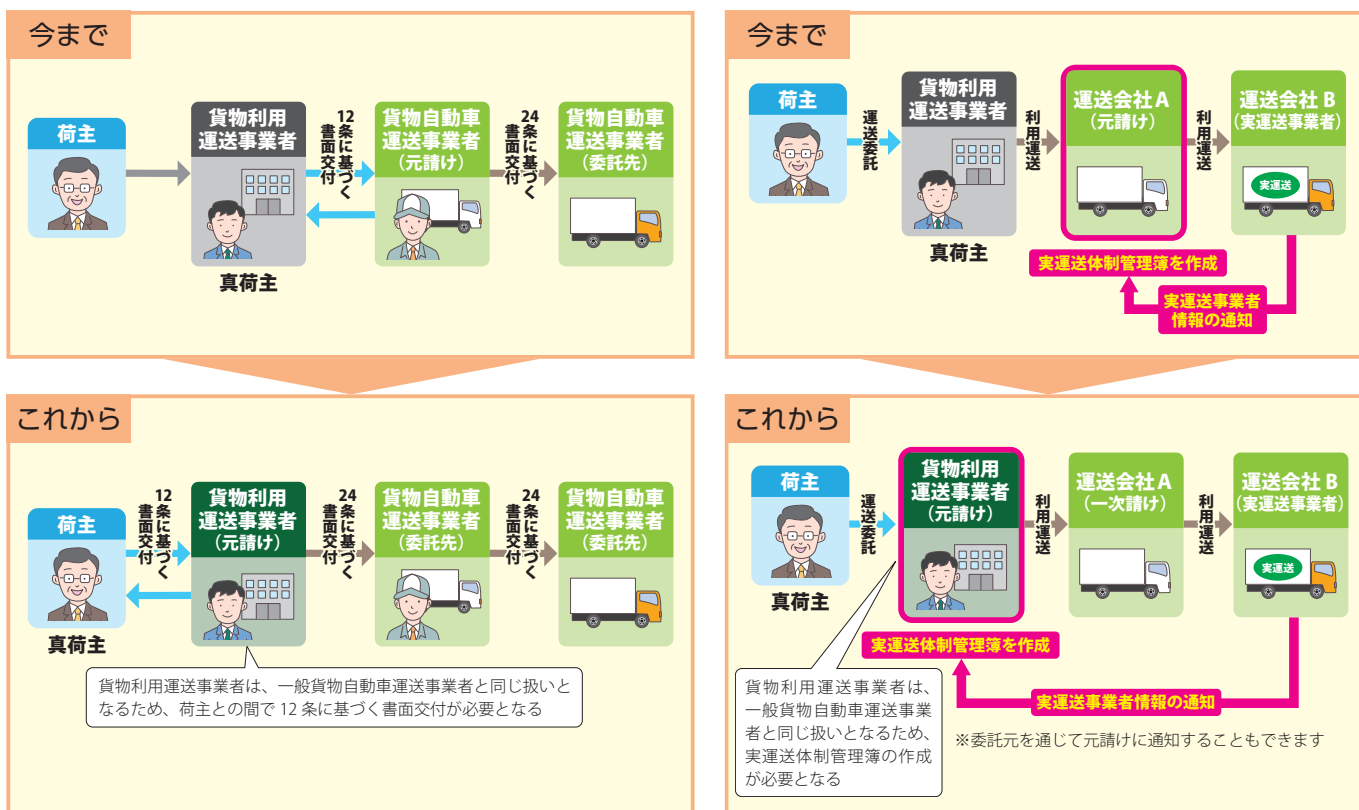 今まで
荷主
貨物利用
運送事業者
真荷主
12条に基づく
書面交付
貨物自動車
運送事業者
（元請け）
24条に基づく
書面交付
貨物自動車
運送事業者
（委託先）
今まで
荷主
運送委託
貨物利用
運送事業者
真荷主
利用運送
運送会社A
（元請け）
利用運送
運送会社B
（実運送事業者）
実運送
実運送体制管理簿を作成
実運送事業者
情報の通知
これから
荷主
真荷主
12条に基づく
書面交付
貨物利用
運送事業者
（元請け）
24条に基づく
書面交付
貨物自動車
運送事業者
（委託先）
24条に基づく
書面交付
貨物自動車
運送事業者
（委託先）
貨物利用運送事業者は、一般貨物自動車運送事業者と同じ扱いと
なるため、荷主との間で12条に基づく書面交付が必要となる
これから
荷主
真荷主
運送委託
貨物利用
運送事業者
（元請け）
利用運送
運送会社A
（一次請け）
利用運送
運送会社B
（実運送事業者）
実運送
実運送体制管理簿を作成
実運送事業者情報の通知
貨物利用運送事業者は、
一般貨物自動車運送事業
者と同じ扱いとなるため、
実運送体制管理簿の作成
が必要となる
※委託元を通じて元請けに通知することもできます